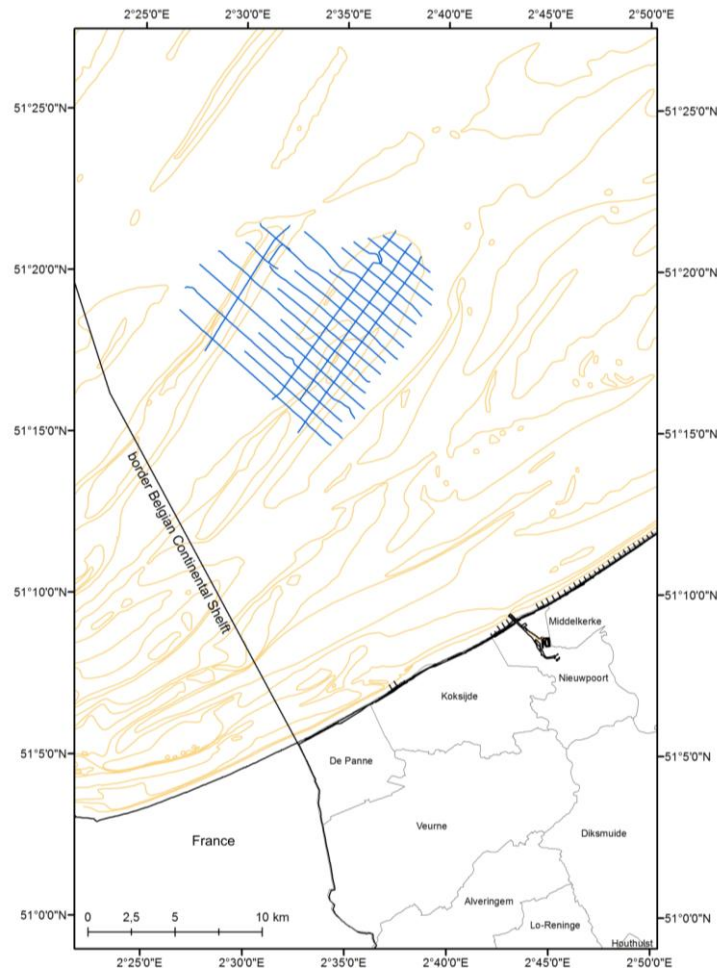 2°25'0"E 2°30'0"E 2°35'0"E 2°40'0"E 2°45'0"E 2°50'0"E
51°25'0"N 51°25'0"N
51°20'0"N 51°20'0"N
51°15'0"N 51°15'0"N
border Belgian Continental Shelft
51°10'0"N 51°10'0"N
Middelkerke
Nieuwpoort
Koksijde
51°5'0"N 51°5'0"N
De Panne
Veurne
Diksmuide
France
Alveringem
51°0'0"N 51°0'0"N
Lo-Reninge
0 2,5 5 10 km
Houthulst
2°25'0"E 2°30'0"E 2°35'0"E 2°40'0"E 2°45'0"E 2°50'0"E